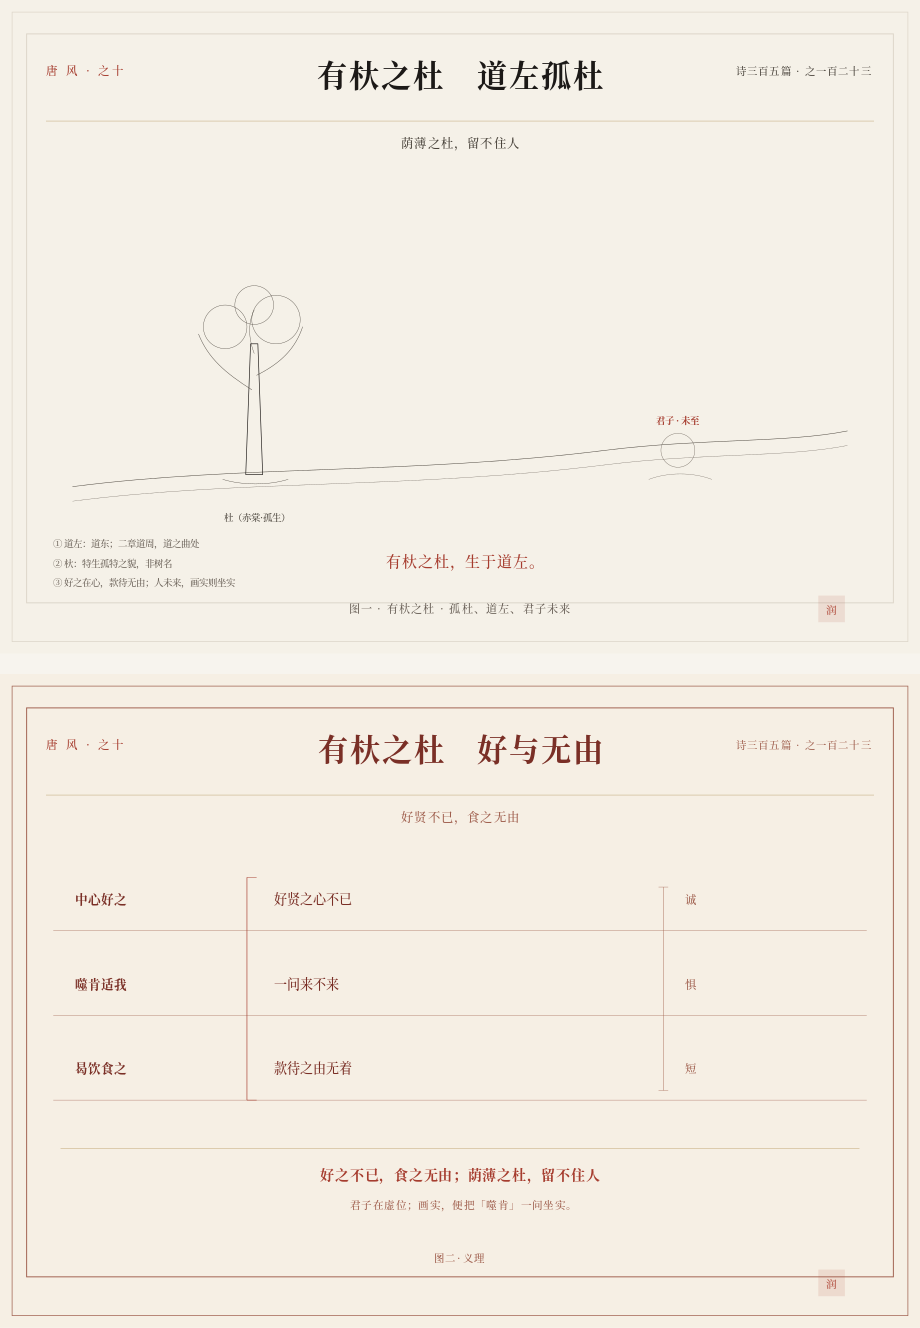 唐风·之十
有杕之杜 道左孤杜
诗三百五篇·之一百二十三
荫薄之杜，留不住人
君子·未至
杜（赤棠·孤生）
①道左：道东；二章道周，道之曲处
②杕：特生孤特之貌，非树名
③好之在心，款待无由；人未来，画实则坐实
有杕之杜，生于道左。
图一·有杕之杜·孤杜、道左、君子未来
润
唐风·之十
有杕之杜 好与无由
诗三百五篇·之一百二十三
好贤不已，食之无由
中心好之
好贤之心不已
诚
噬肯适我
一问来不来
惧
曷饮食之
款待之由无着
短
好之不已，食之无由；荫薄之杜，留不住人
君子在虚位；画实，便把「噬肯」一问坐实。
图二·义理
润